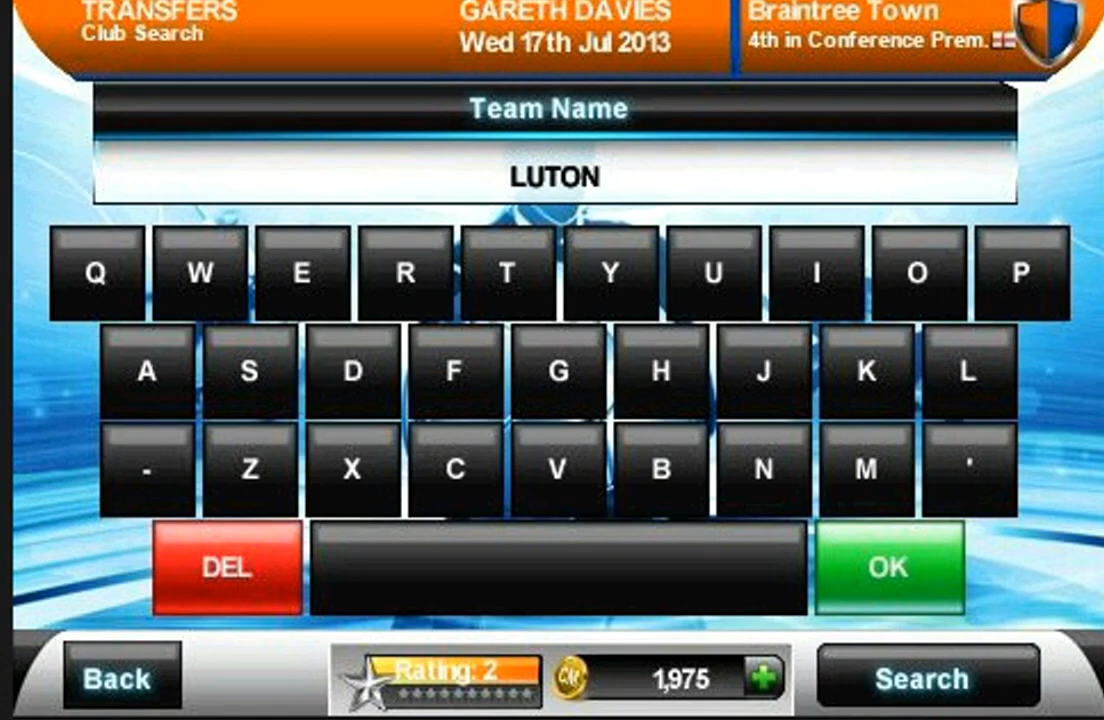 TRANSFERS
Club Search
GARETH DAVIES
Wed 17th Jul 2013
Braintree Town
4th in Conference Prem.
Team Name
LUTON
Q W E R T Y U I O P
A S D F G H J K L
- Z X C V B N M '
DEL OK
Back Rating: 2 CM 1,975 Search